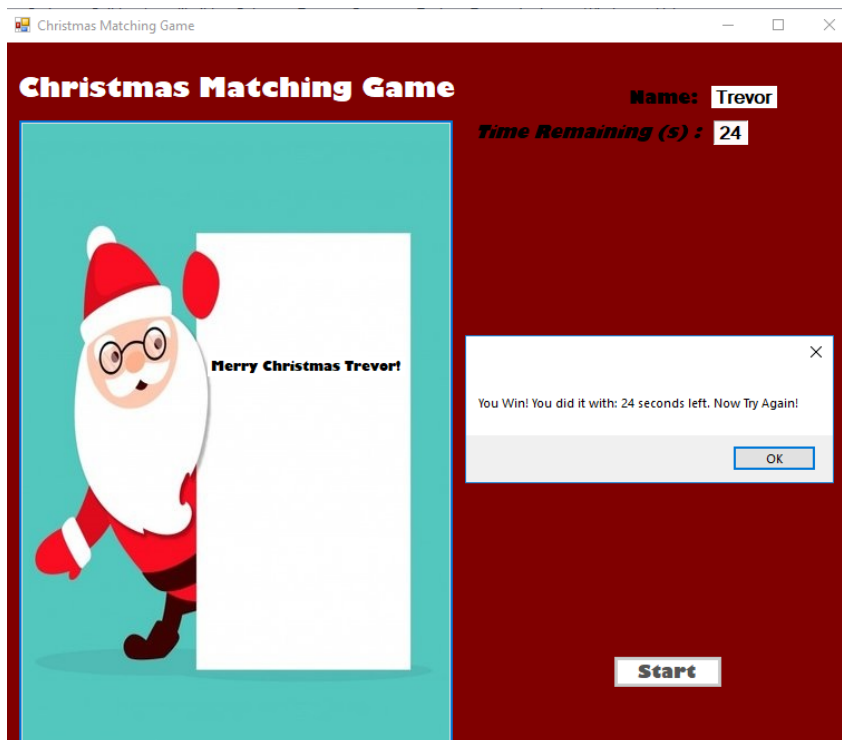 Christmas Matching Game
Christmas Matching Game
Name: Trevor
Time Remaining (s) : 24
Merry Christmas Trevor!
You Win! You did it with: 24 seconds left. Now Try Again!
OK
Start